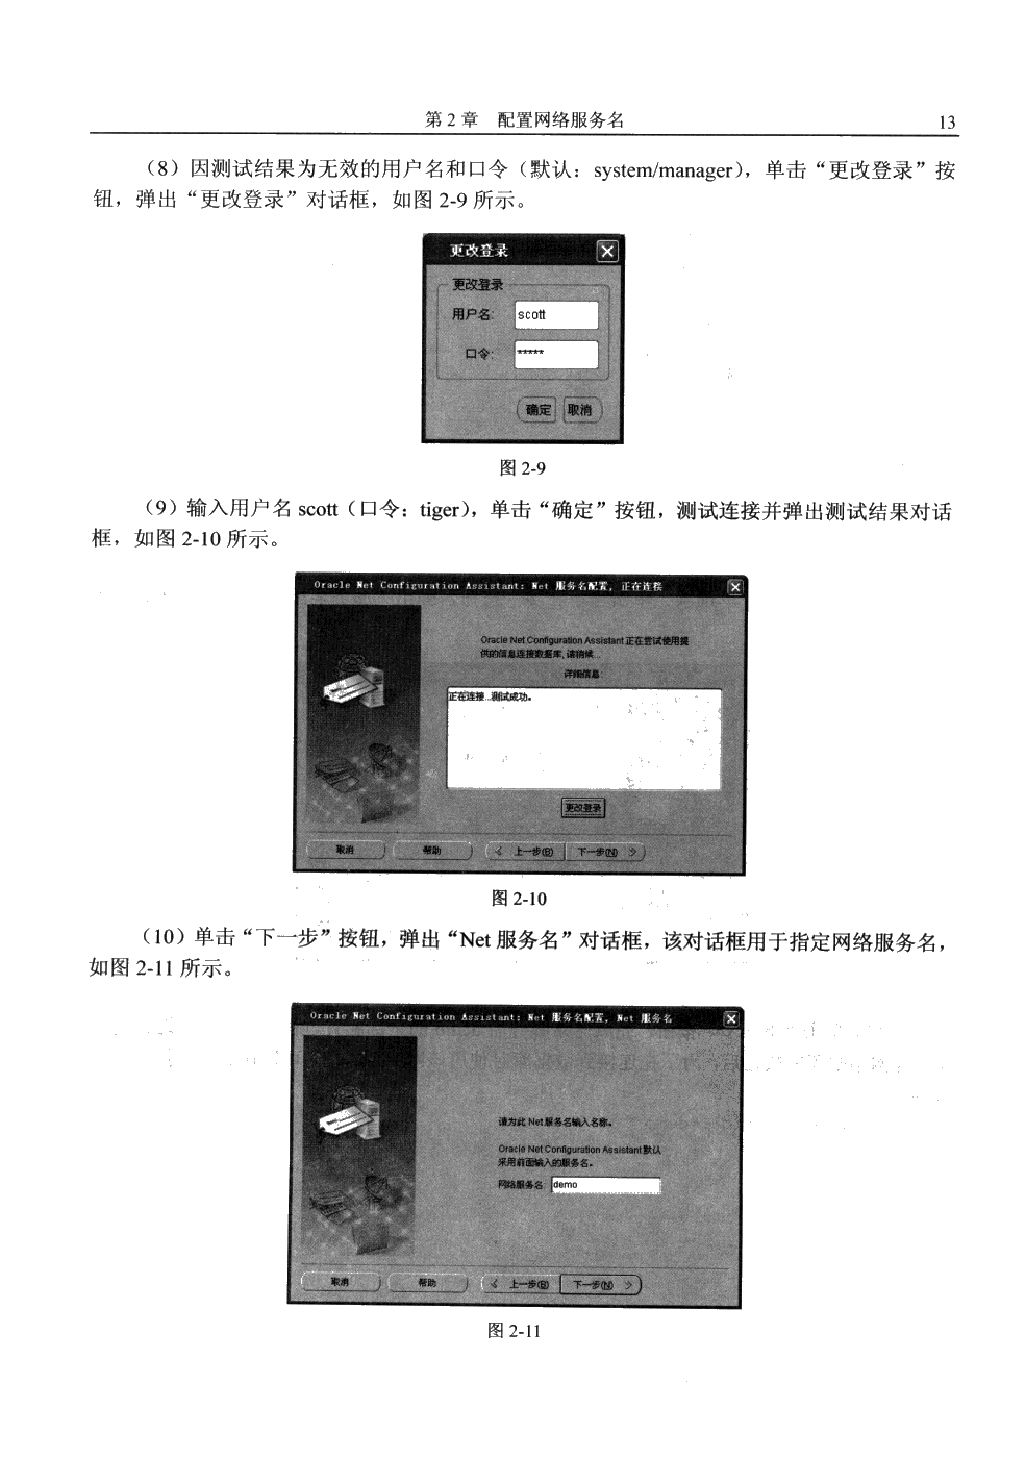 第2章 配置网络服务名 13
（8）因测试结果为无效的用户名和口令（默认：system/manager），单击“更改登录”按
钮，弹出“更改登录”对话框，如图 2-9 所示。
更改登录
更改登录
用户名: scott
口令: *****
确定 取消
图 2-9
（9）输入用户名 scott（口令：tiger），单击“确定”按钮，测试连接并弹出测试结果对话
框，如图 2-10 所示。
Oracle Net Configuration Assistant: Net 服务名配置, 正在连接
Oracle Net Configuration Assistant 正在尝试使用提
供的信息连接数据库, 请稍候...
详细信息:
正在连接...测试成功。
更改登录
取消 帮助 上一步(B) 下一步(N)
图 2-10
（10）单击“下一步”按钮，弹出“Net 服务名”对话框，该对话框用于指定网络服务名，
如图 2-11 所示。
Oracle Net Configuration Assistant: Net 服务名配置, Net 服务名
请为此 Net 服务名输入名称。
Oracle Net Configuration Assistant 默认
采用前面输入的服务名。
网络服务名: demo
取消 帮助 上一步(B) 下一步(N)
图 2-11